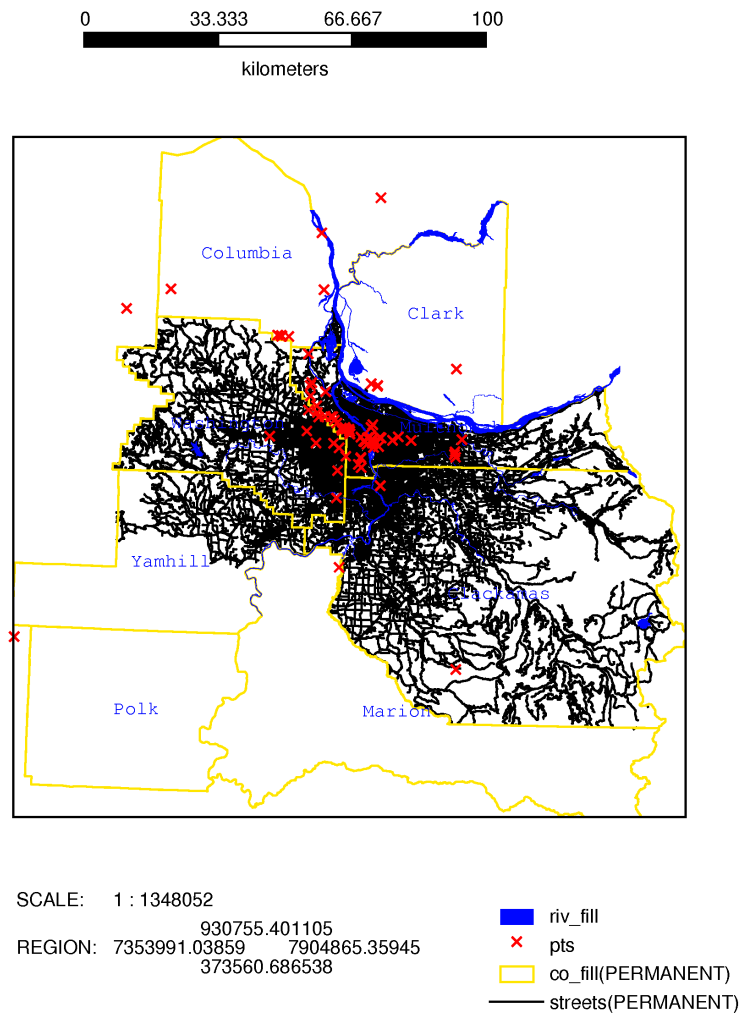 0 33.333 66.667 100
kilometers
Columbia
Clark
Washington
Yamhill
Clackamas
Polk
Marion
SCALE: 1 : 1348052
930755.401105
REGION: 7353991.03859 7904865.35945
373560.686538
riv_fill
pts
co_fill(PERMANENT)
streets(PERMANENT)